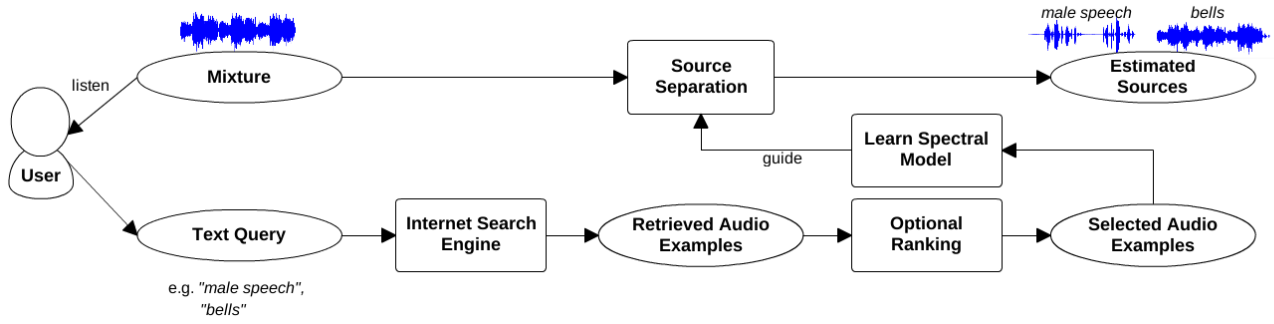 male speech
bells
Mixture
Source
Separation
Estimated
Sources
listen
Learn Spectral
Model
guide
User
Text Query
Internet Search
Engine
Retrieved Audio
Examples
Optional
Ranking
Selected Audio
Examples
e.g. "male speech",
"bells"